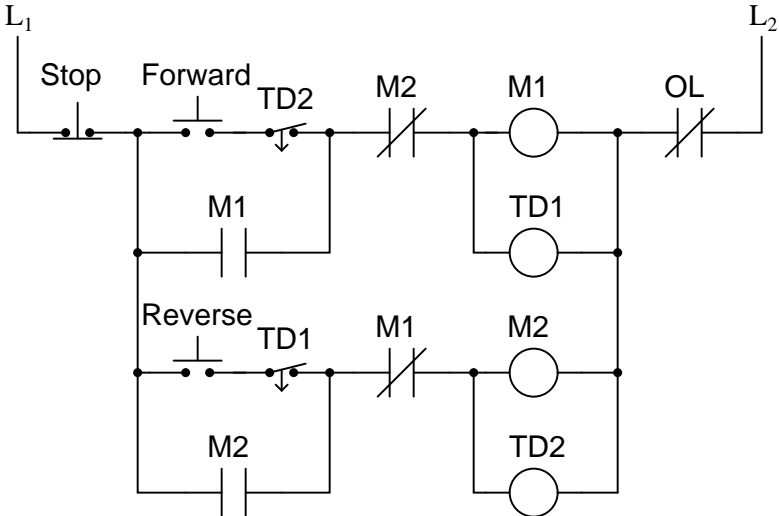 L1 L2
Stop Forward TD2 M2 M1 OL
M1 TD1
Reverse TD1 M1 M2
M2 TD2